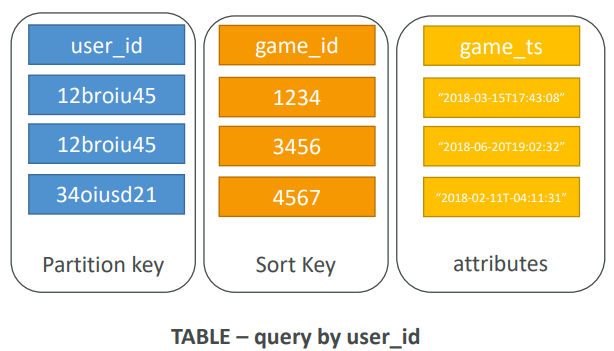 user_id game_id game_ts
12broiu45 1234 “2018-03-15T17:43:08”
12broiu45 3456 “2018-06-20T19:02:32”
34oiusd21 4567 “2018-02-11T-04:11:31”
Partition key Sort Key attributes
TABLE – query by user_id